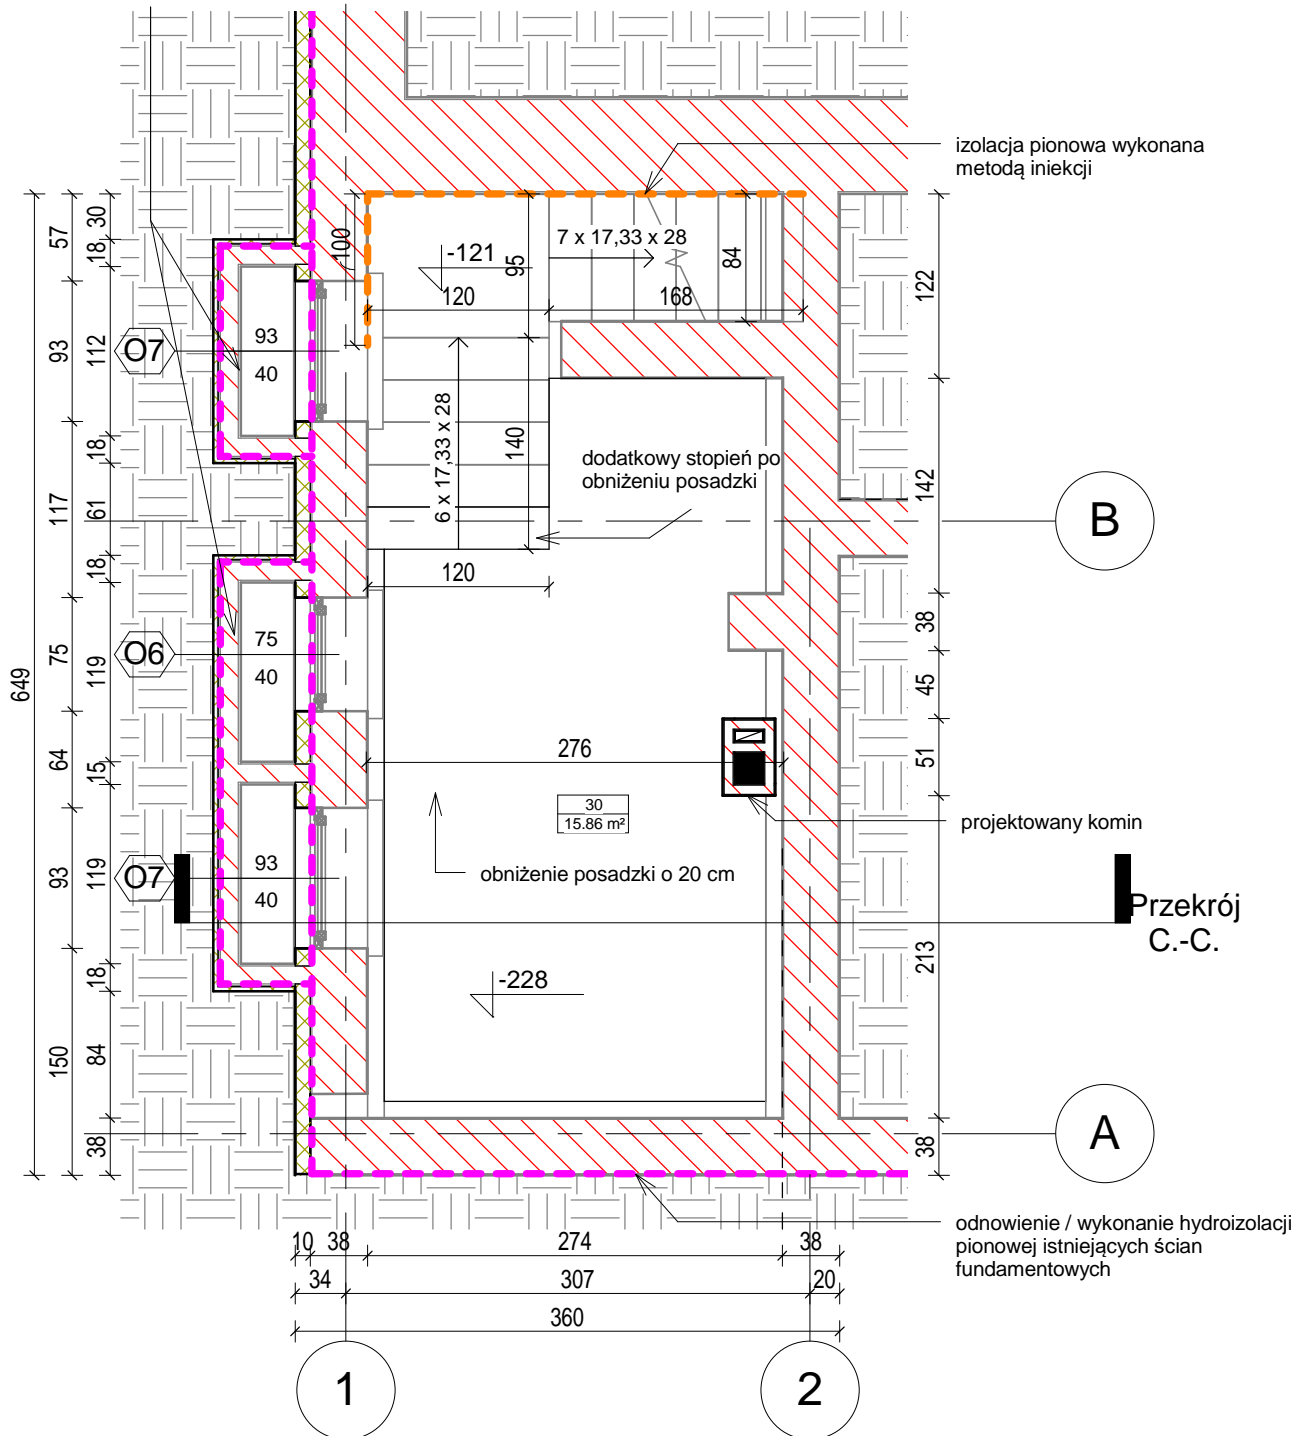 izolacja pionowa wykonana
metodą iniekcji
-121
7 x 17,33 x 28
100
95
84
120
168
6 x 17,33 x 28
140
dodatkowy stopień po
obniżeniu posadzki
120
O7
93
40
O6
75
40
O7
93
40
276
30
15.86 m²
projektowany komin
obniżenie posadzki o 20 cm
-228
Przekrój
C.-C.
B
A
odnowienie / wykonanie hydroizolacji
pionowej istniejących ścian
fundamentowych
649
57
93
117
75
64
93
150
30
18
112
18
61
18
119
15
119
18
84
38
122
142
38
45
51
213
38
10
38
274
38
34
307
20
360
1
2